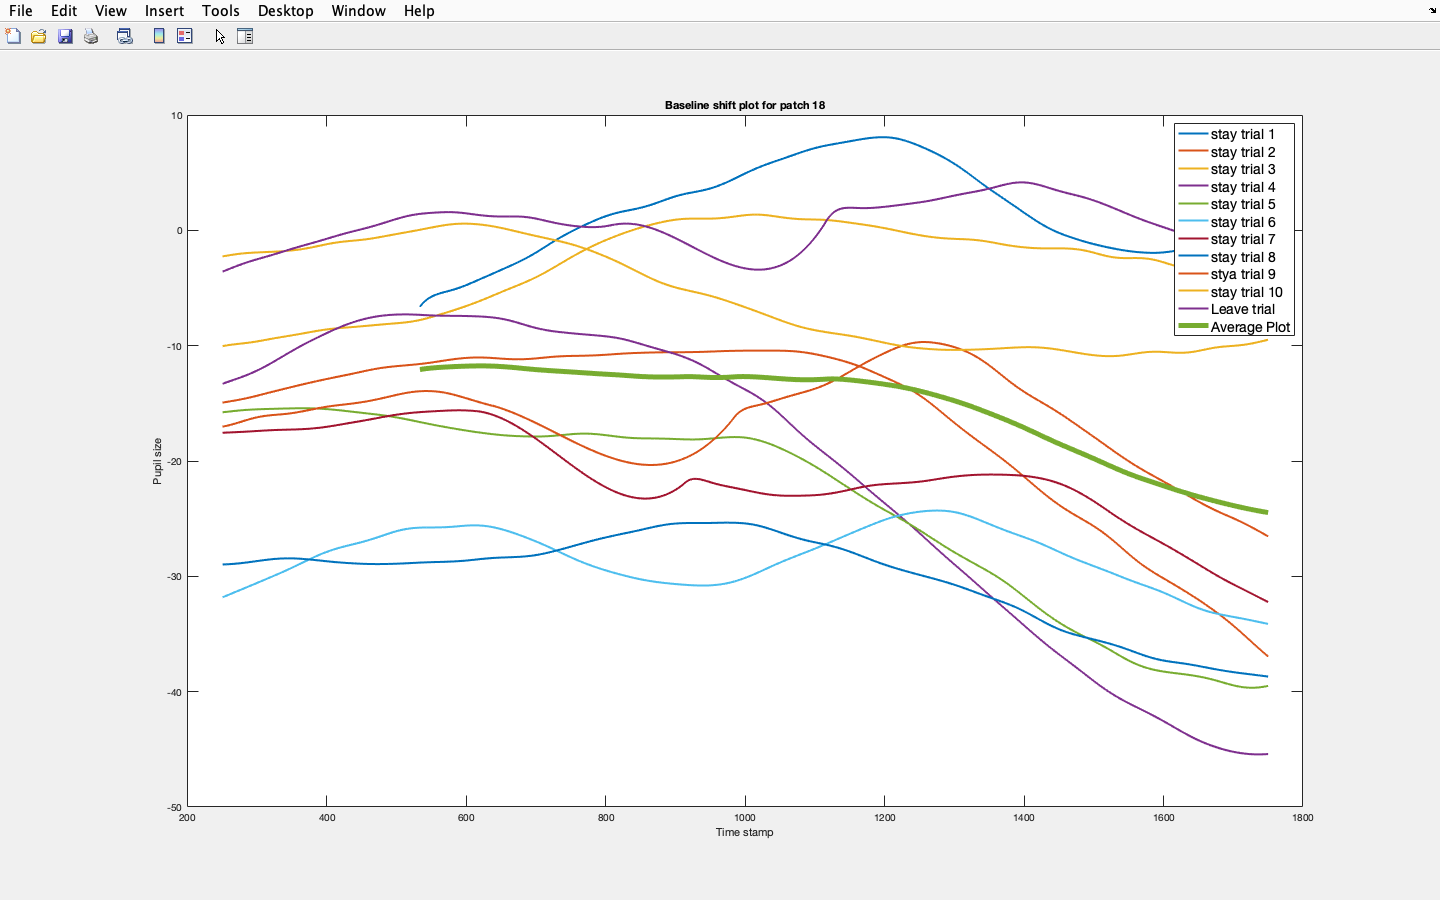 File Edit View Insert Tools Desktop Window Help
Baseline shift plot for patch 18
10
0
-10
-20
-30
-40
-50
Pupil size
200 400 600 800 1000 1200 1400 1600 1800
Time stamp
stay trial 1
stay trial 2
stay trial 3
stay trial 4
stay trial 5
stay trial 6
stay trial 7
stay trial 8
stya trial 9
stay trial 10
Leave trial
Average Plot